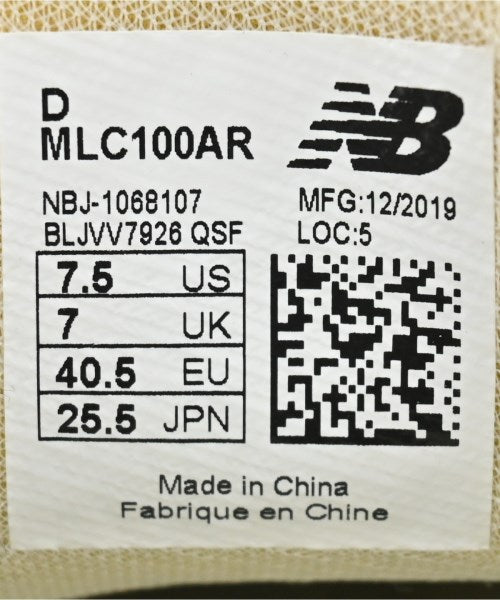 D
MLC100AR
NB
NBJ-1068107
BLJVV7926 QSF
MFG:12/2019
LOC:5
7.5 US
7 UK
40.5 EU
25.5 JPN
Made in China
Fabrique en Chine